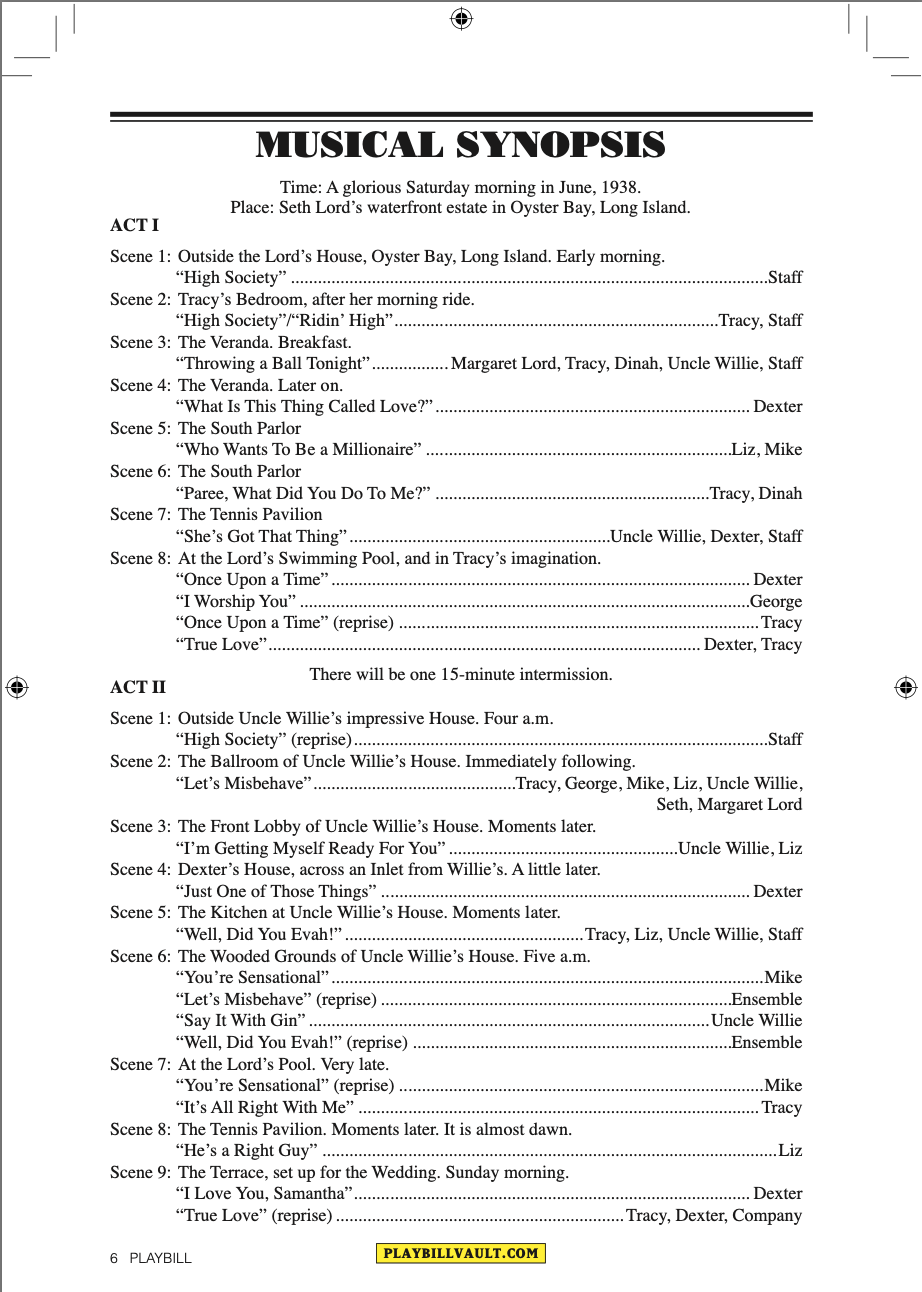 MUSICAL SYNOPSIS
Time: A glorious Saturday morning in June, 1938.
Place: Seth Lord’s waterfront estate in Oyster Bay, Long Island.
ACT I
Scene 1: Outside the Lord’s House, Oyster Bay, Long Island. Early morning.
“High Society” ..........................................................................................................Staff
Scene 2: Tracy’s Bedroom, after her morning ride.
“High Society”/“Ridin’ High”........................................................................Tracy, Staff
Scene 3: The Veranda. Breakfast.
“Throwing a Ball Tonight”................. Margaret Lord, Tracy, Dinah, Uncle Willie, Staff
Scene 4: The Veranda. Later on.
“What Is This Thing Called Love?”...................................................................... Dexter
Scene 5: The South Parlor
“Who Wants To Be a Millionaire” ....................................................................Liz, Mike
Scene 6: The South Parlor
“Paree, What Did You Do To Me?” .............................................................Tracy, Dinah
Scene 7: The Tennis Pavilion
“She’s Got That Thing”..........................................................Uncle Willie, Dexter, Staff
Scene 8: At the Lord’s Swimming Pool, and in Tracy’s imagination.
“Once Upon a Time”............................................................................................. Dexter
“I Worship You” ....................................................................................................George
“Once Upon a Time” (reprise) ................................................................................Tracy
“True Love”................................................................................................ Dexter, Tracy
There will be one 15-minute intermission.
ACT II
Scene 1: Outside Uncle Willie’s impressive House. Four a.m.
“High Society” (reprise)............................................................................................Staff
Scene 2: The Ballroom of Uncle Willie’s House. Immediately following.
“Let’s Misbehave”.............................................Tracy, George, Mike, Liz, Uncle Willie,
Seth, Margaret Lord
Scene 3: The Front Lobby of Uncle Willie’s House. Moments later.
“I’m Getting Myself Ready For You” ...................................................Uncle Willie, Liz
Scene 4: Dexter’s House, across an Inlet from Willie’s. A little later.
“Just One of Those Things” .................................................................................. Dexter
Scene 5: The Kitchen at Uncle Willie’s House. Moments later.
“Well, Did You Evah!”.....................................................Tracy, Liz, Uncle Willie, Staff
Scene 6: The Wooded Grounds of Uncle Willie’s House. Five a.m.
“You’re Sensational”................................................................................................Mike
“Let’s Misbehave” (reprise) ..............................................................................Ensemble
“Say It With Gin” .........................................................................................Uncle Willie
“Well, Did You Evah!” (reprise) .......................................................................Ensemble
Scene 7: At the Lord’s Pool. Very late.
“You’re Sensational” (reprise) .................................................................................Mike
“It’s All Right With Me” .........................................................................................Tracy
Scene 8: The Tennis Pavilion. Moments later. It is almost dawn.
“He’s a Right Guy” .....................................................................................................Liz
Scene 9: The Terrace, set up for the Wedding. Sunday morning.
“I Love You, Samantha”........................................................................................ Dexter
“True Love” (reprise) ................................................................Tracy, Dexter, Company
6 PLAYBILL
PLAYBILLVAULT.COM